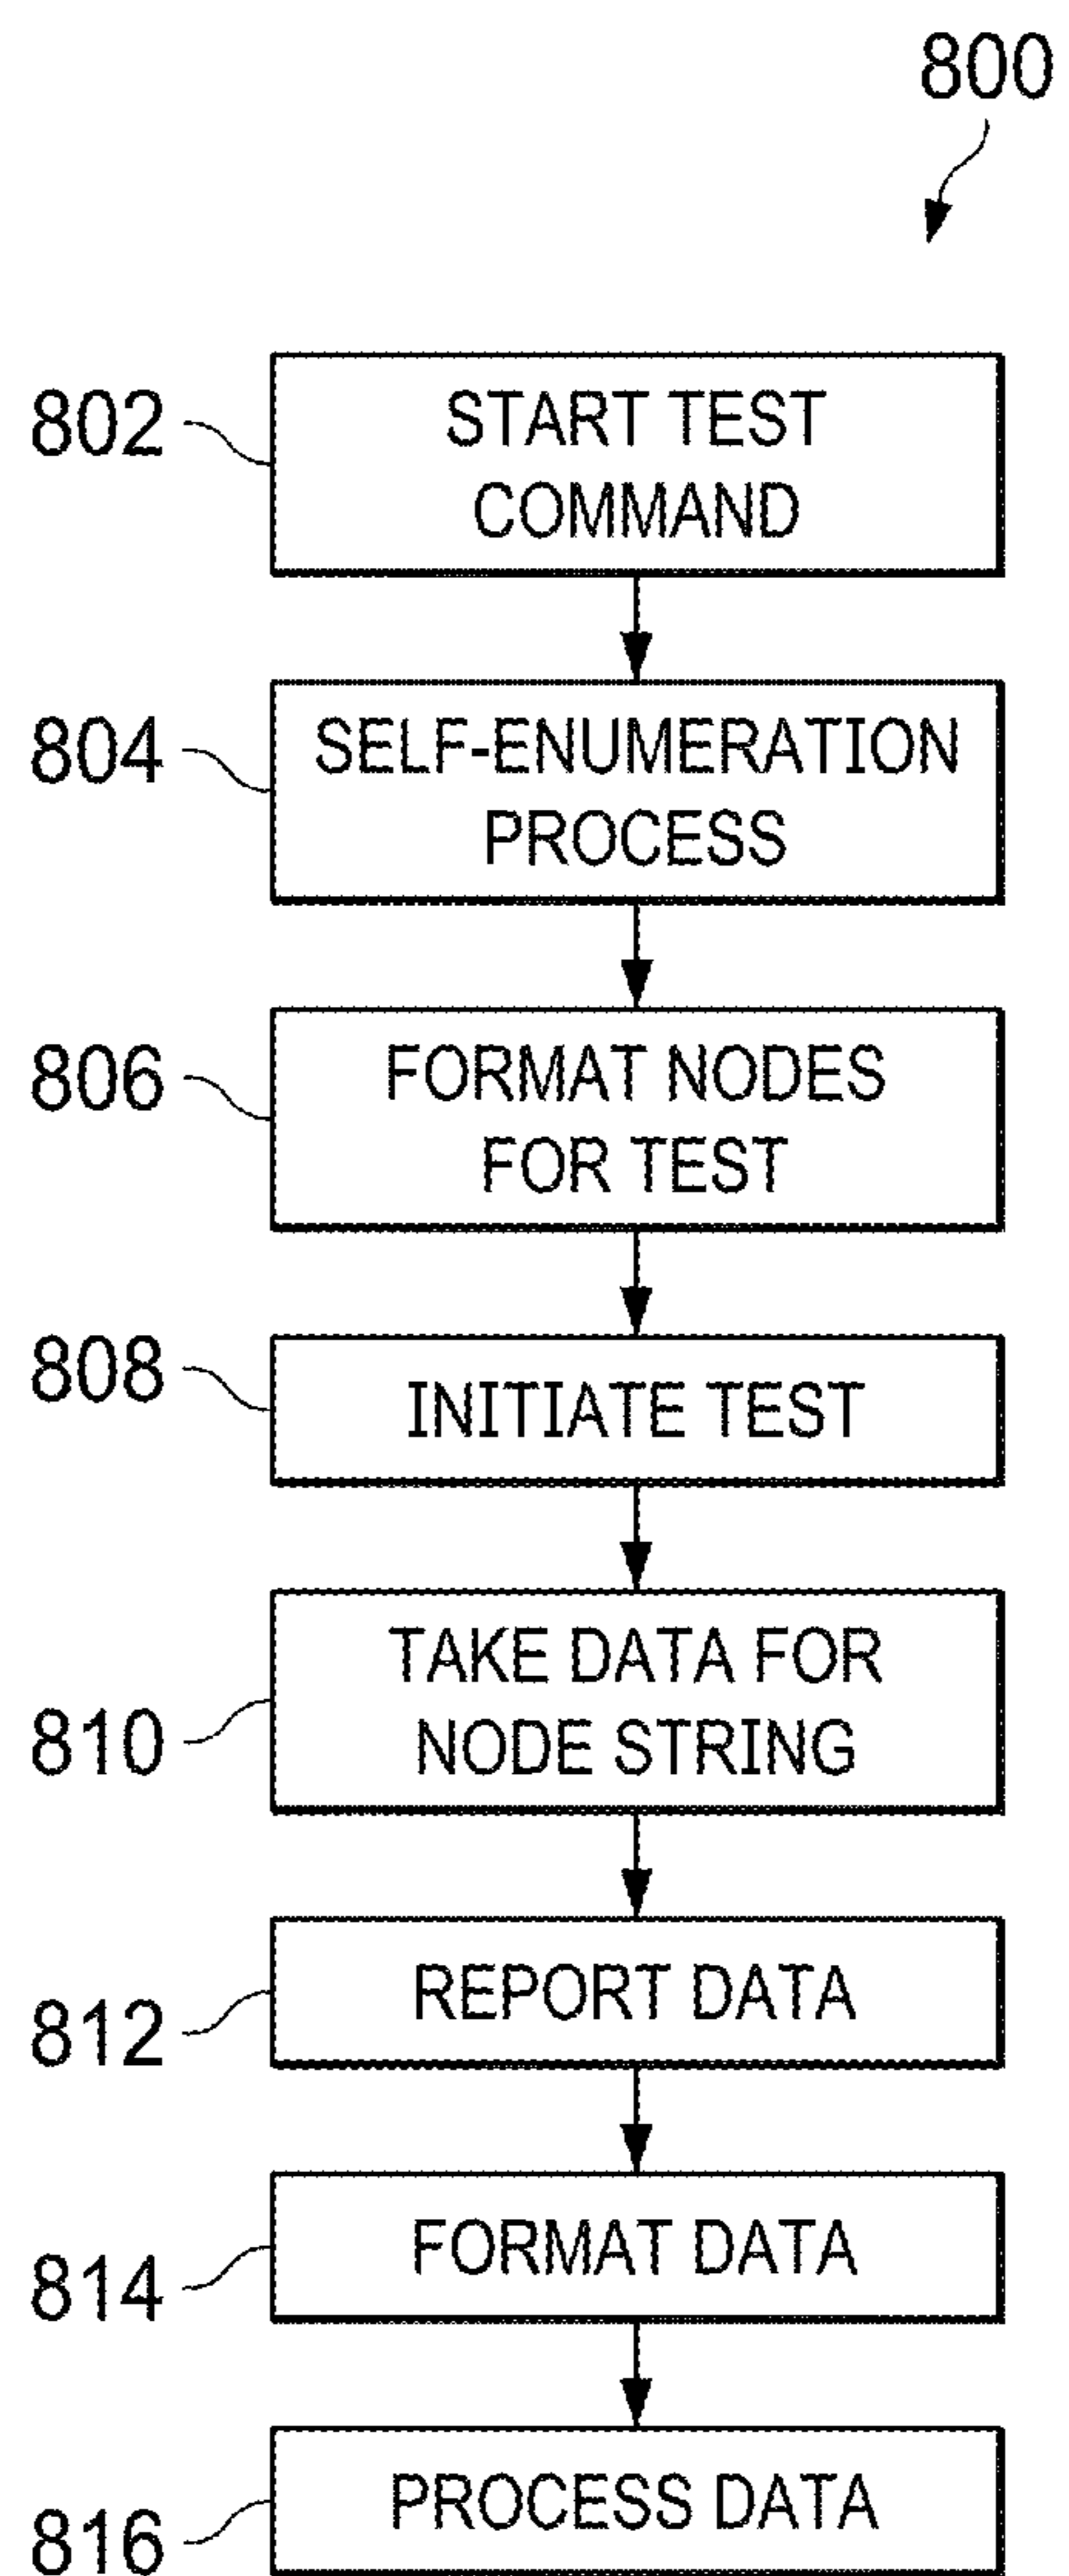 800
802
START TEST
COMMAND
804
SELF-ENUMERATION
PROCESS
806
FORMAT NODES
FOR TEST
808
INITIATE TEST
810
TAKE DATA FOR
NODE STRING
812
REPORT DATA
814
FORMAT DATA
816
PROCESS DATA